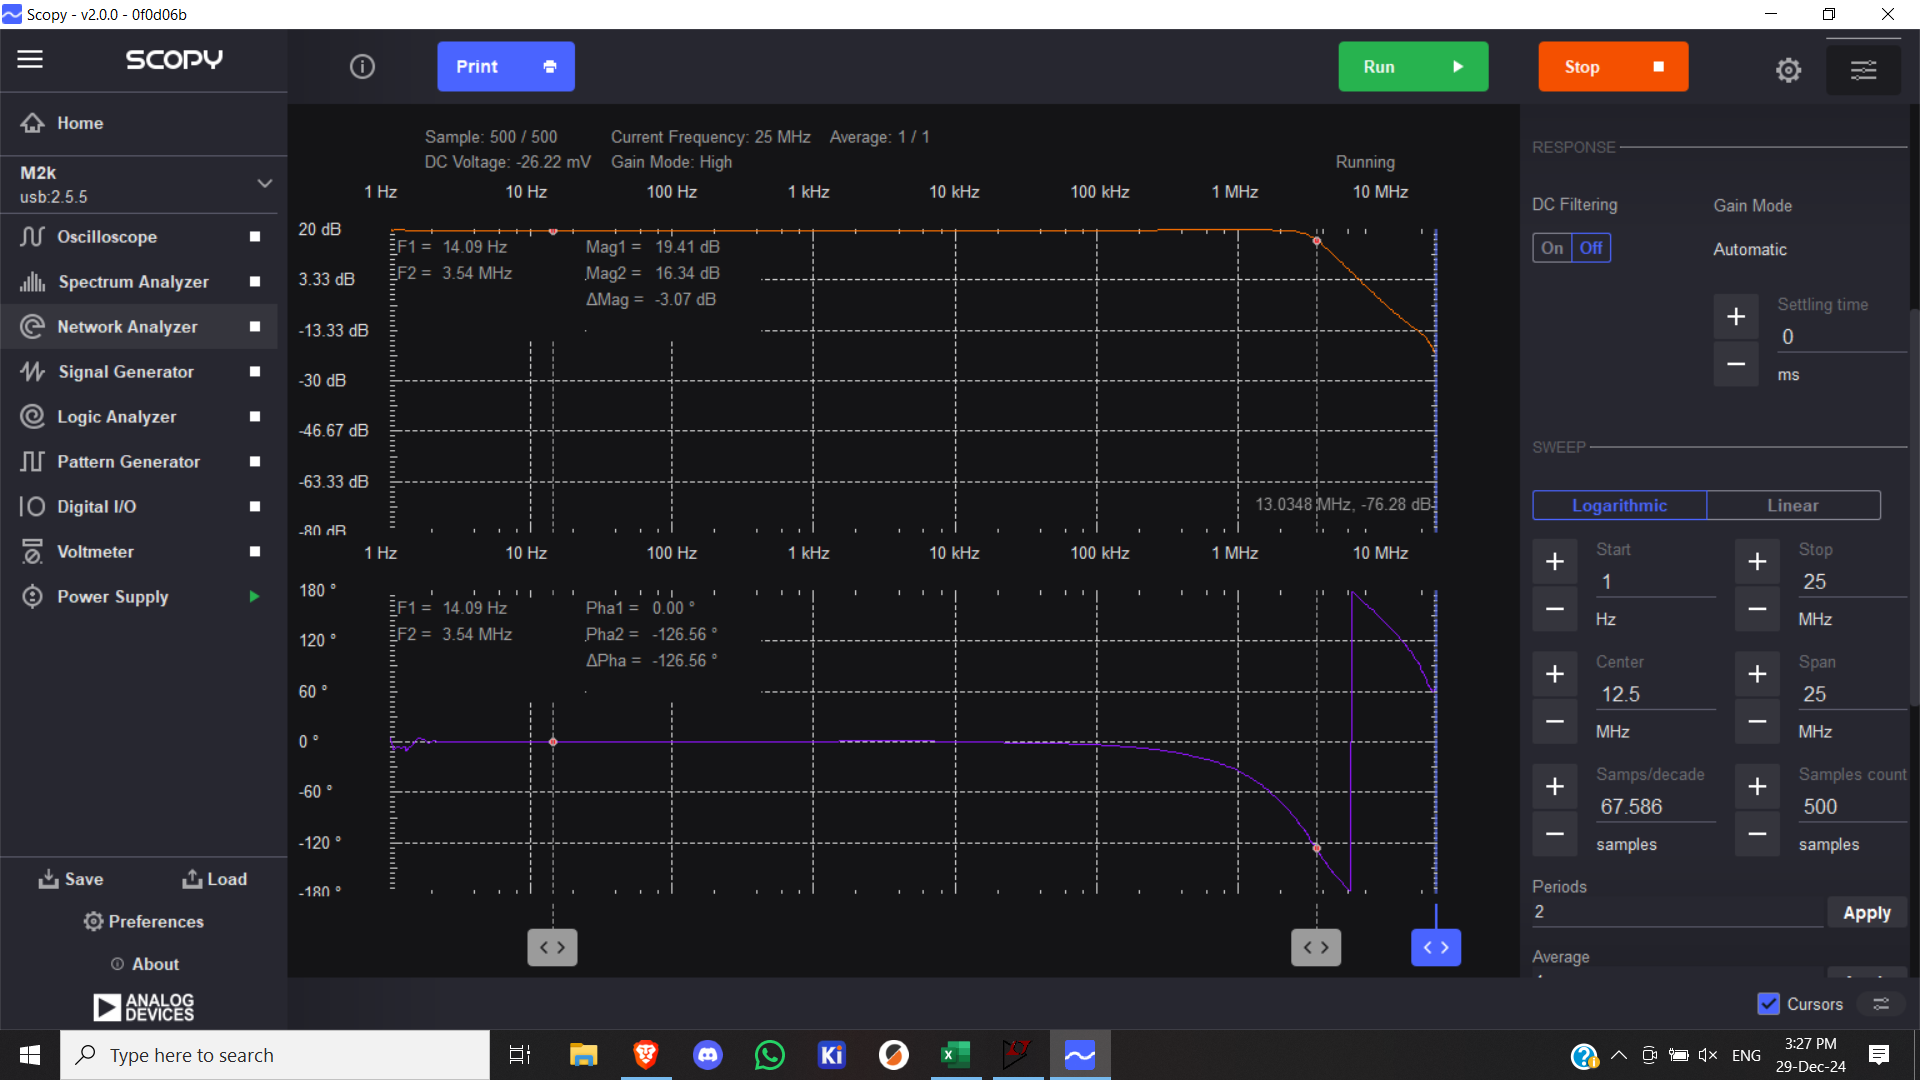 Scopy - v2.0.0 - 0f0d06b
SCOPY
Print
Run
Stop
Home
M2k
usb:2.5.5
Oscilloscope
Spectrum Analyzer
Network Analyzer
Signal Generator
Logic Analyzer
Pattern Generator
Digital I/O
Voltmeter
Power Supply
Save
Load
Preferences
About
ANALOG
DEVICES
Sample: 500 / 500 Current Frequency: 25 MHz Average: 1 / 1
DC Voltage: -26.22 mV Gain Mode: High Running
1 Hz 10 Hz 100 Hz 1 kHz 10 kHz 100 kHz 1 MHz 10 MHz
20 dB
F1 = 14.09 Hz Mag1 = 19.41 dB
F2 = 3.54 MHz Mag2 = 16.34 dB
3.33 dB
ΔMag = -3.07 dB
-13.33 dB
-30 dB
-46.67 dB
-63.33 dB
13.0348 MHz, -76.28 dB
-80 dB
1 Hz 10 Hz 100 Hz 1 kHz 10 kHz 100 kHz 1 MHz 10 MHz
180 °
F1 = 14.09 Hz Pha1 = 0.00 °
F2 = 3.54 MHz Pha2 = -126.56 °
120 °
ΔPha = -126.56 °
60 °
0 °
-60 °
-120 °
-180 °
RESPONSE
DC Filtering Gain Mode
On Off Automatic
Settling time
+ 0
- ms
SWEEP
Logarithmic Linear
Start Stop
+ 1 + 25
- Hz - MHz
Center Span
+ 12.5 + 25
- MHz - MHz
Samps/decade Samples count
+ 67.586 + 500
- samples - samples
Periods
2 Apply
Average
Cursors
Type here to search
Ki
ENG
3:27 PM
29-Dec-24